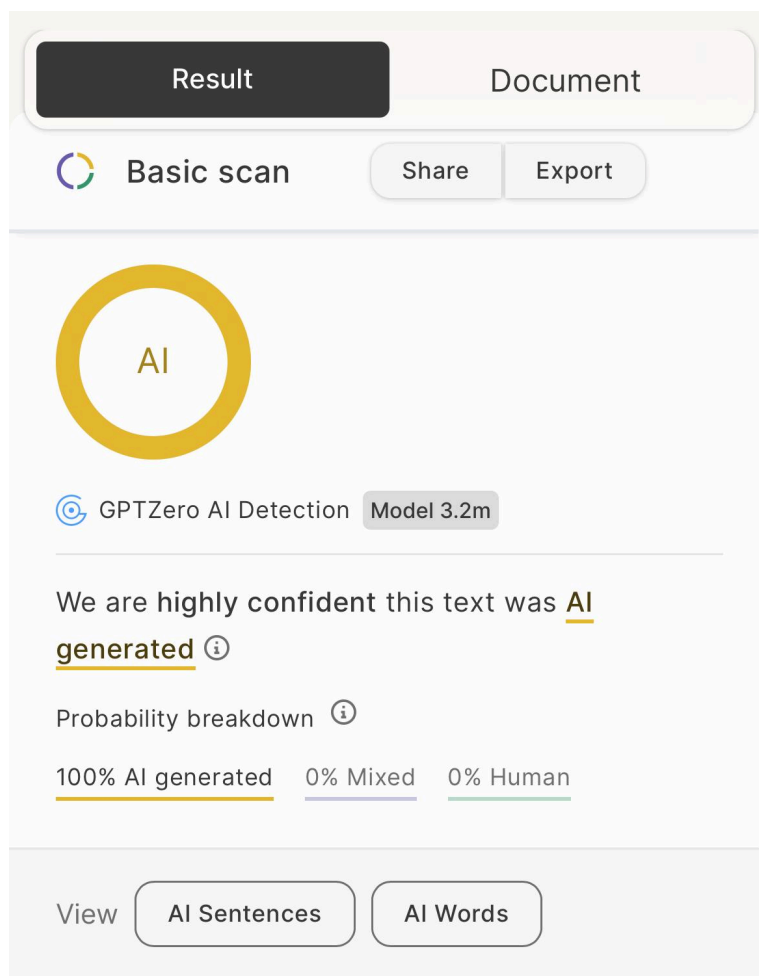 Result Document
Basic scan Share Export
AI
GPTZero AI Detection Model 3.2m
We are highly confident this text was AI
generated
Probability breakdown
100% AI generated 0% Mixed 0% Human
View AI Sentences AI Words